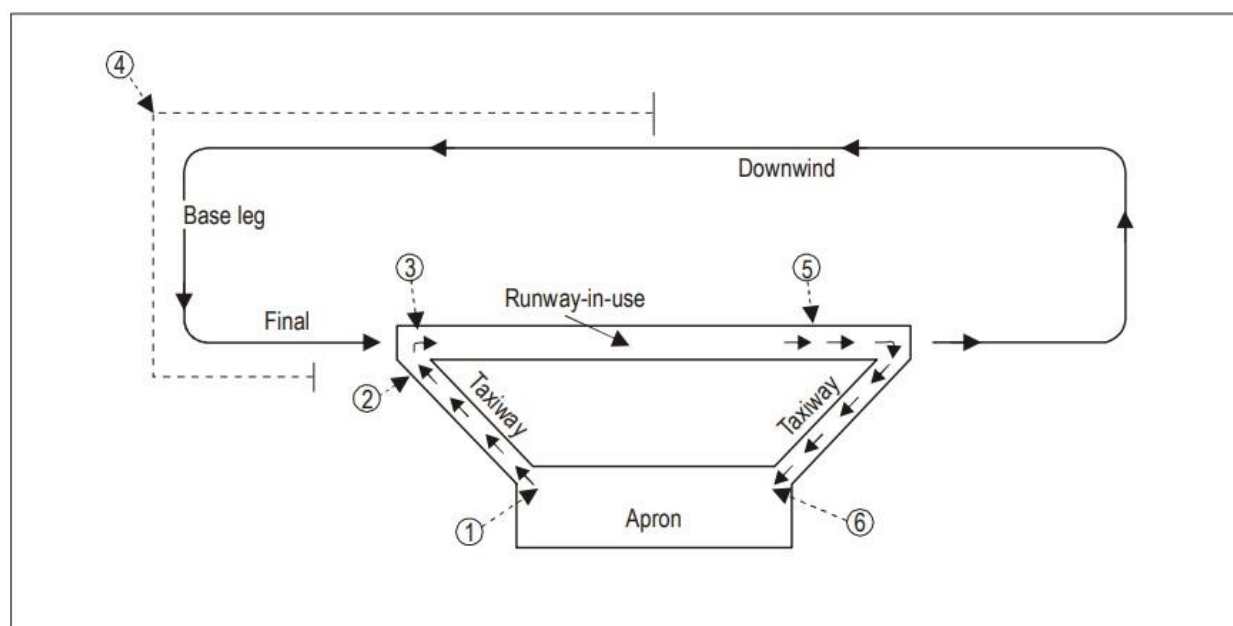 ④
Downwind
Base leg
③
⑤
Runway-in-use
Final
②
Taxiway
Taxiway
①
Apron
⑥